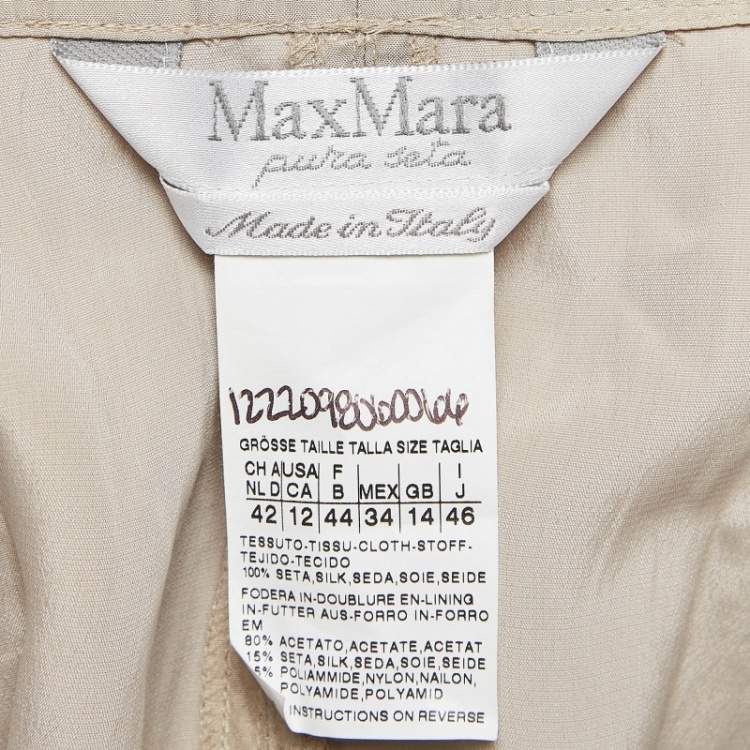 MaxMara
pura seta
Made in Italy
122209806006
GRÖSSE TAILLE TALLA SIZE TAGLIA
CH A USA F I
NL D CA B MEX GB J
42 12 44 34 14 46
TESSUTO-TISSU-CLOTH-STOFF-
TEJIDO-TECIDO
100% SETA,SILK,SEDA,SOIE,SEIDE
FODERA IN-DOUBLURE EN-LINING
IN-FUTTER AUS-FORRO IN-FORRO
EM
80% ACETATO,ACETATE,ACETAT
15% SETA,SILK,SEDA,SOIE,SEIDE
5% POLIAMMIDE,NYLON,NAILON,
POLYAMIDE,POLYAMID
INSTRUCTIONS ON REVERSE